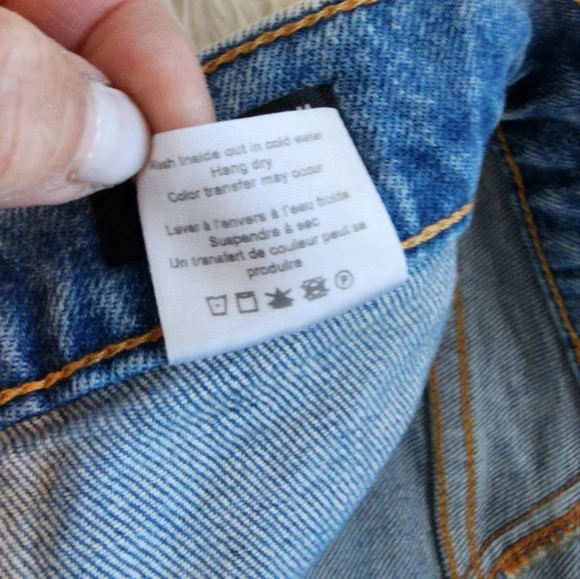 Wash inside out in cold water
Hang dry
Color transfer may occur
Laver à l'envers à l'eau froide
Suspendre à sec
Un transfert de couleur peut se
produire
P